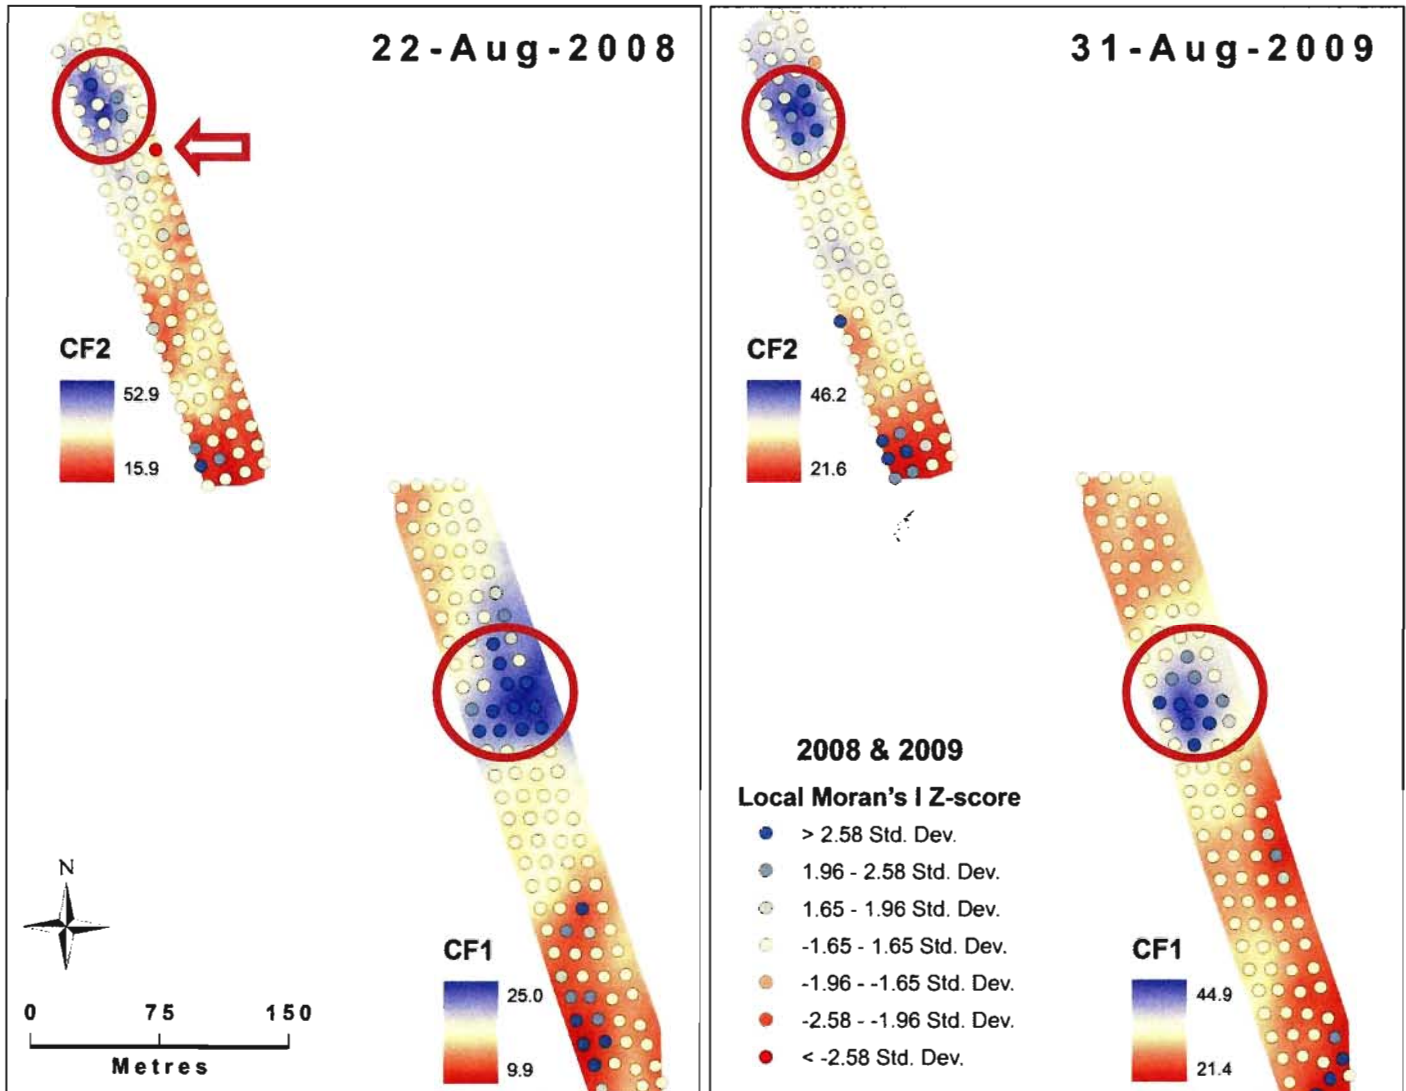 22-Aug-2008
CF2
52.9
15.9
N
0 75 150
Metres
CF1
25.0
9.9
31-Aug-2009
CF2
46.2
21.6
2008 & 2009
Local Moran's I Z-score
> 2.58 Std. Dev.
1.96 - 2.58 Std. Dev.
1.65 - 1.96 Std. Dev.
-1.65 - 1.65 Std. Dev.
-1.96 - -1.65 Std. Dev.
-2.58 - -1.96 Std. Dev.
< -2.58 Std. Dev.
CF1
44.9
21.4